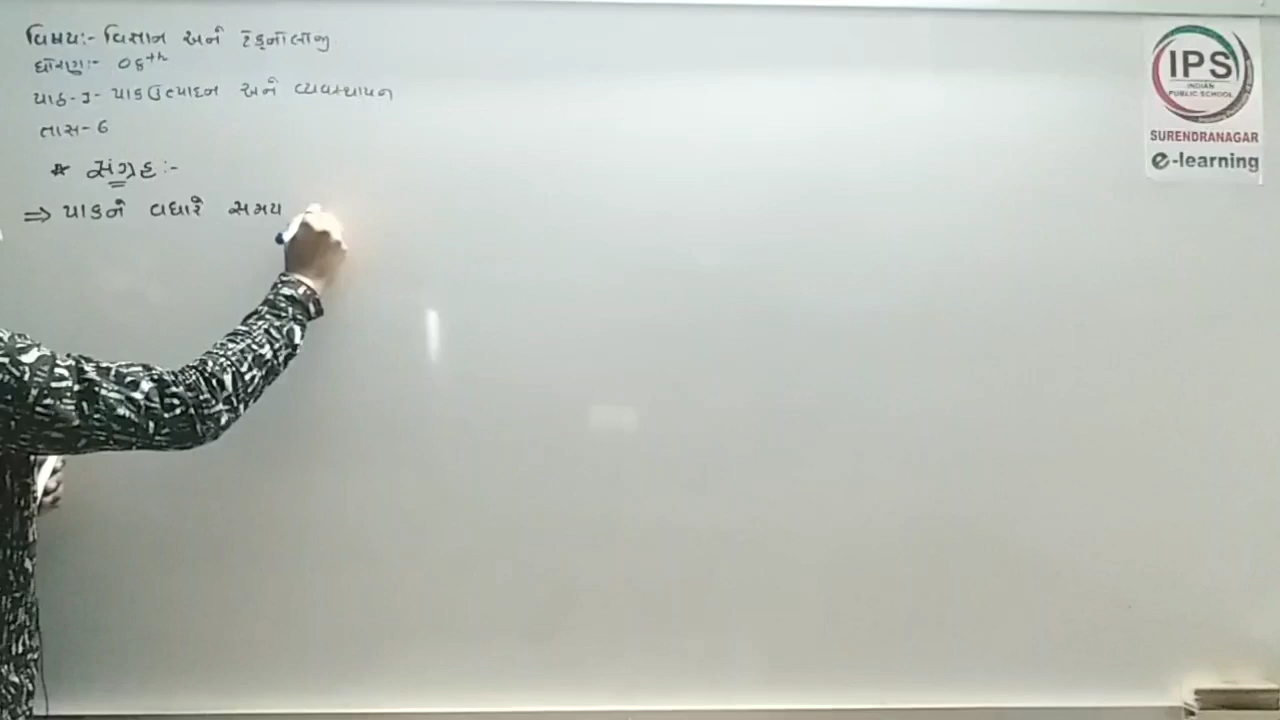 વિષય:- વિજ્ઞાન અને ટેકનોલોજી
ધોરણ:- 08th
પાઠ-1- પાક ઉત્પાદન અને વ્યવસ્થાપન
તાસ-6
* સંગ્રહ:-
⇒ પાકને વધારે સમય
IPS
INDIAN
PUBLIC SCHOOL
SURENDRANAGAR
e-learning